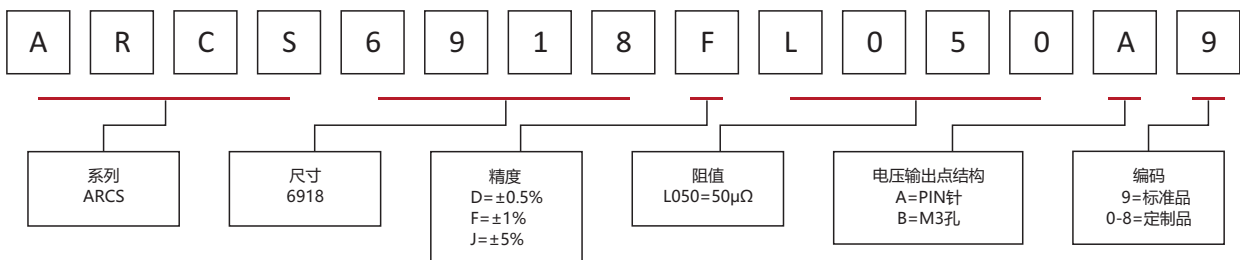 A R C S 6 9 1 8 F L 0 5 0 A 9
系列
ARCS
尺寸
6918
精度
D=±0.5%
F=±1%
J=±5%
阻值
L050=50μΩ
电压输出点结构
A=PIN针
B=M3孔
编码
9=标准品
0-8=定制品